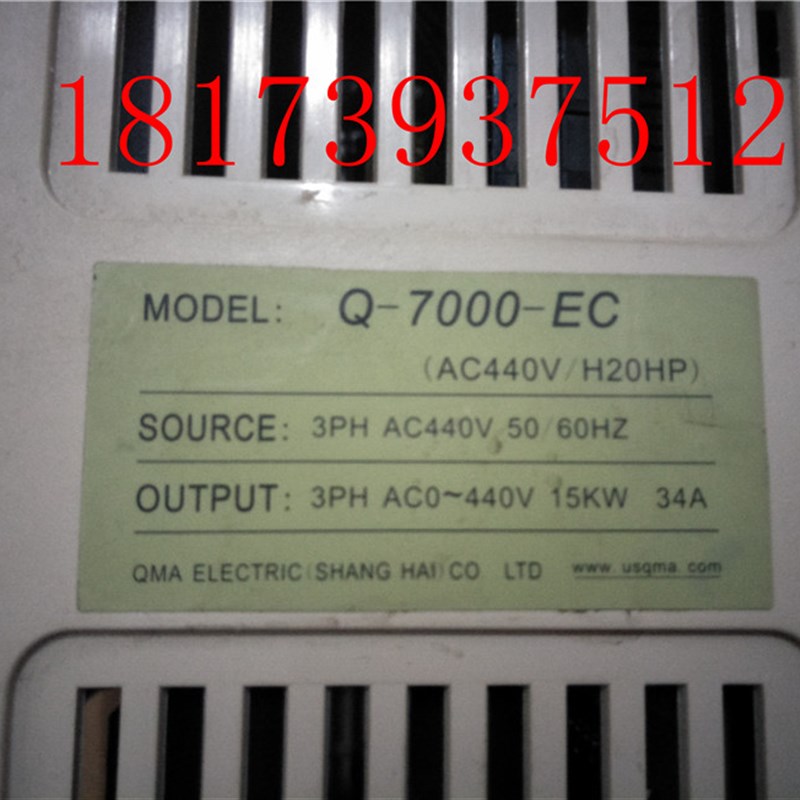 18173937512
MODEL: Q-7000-EC
(AC440V/H20HP)
SOURCE: 3PH AC440V 50/60HZ
OUTPUT: 3PH AC0~440V 15KW 34A
QMA ELECTRIC(SHANG HAI)CO LTD www.usqma.com